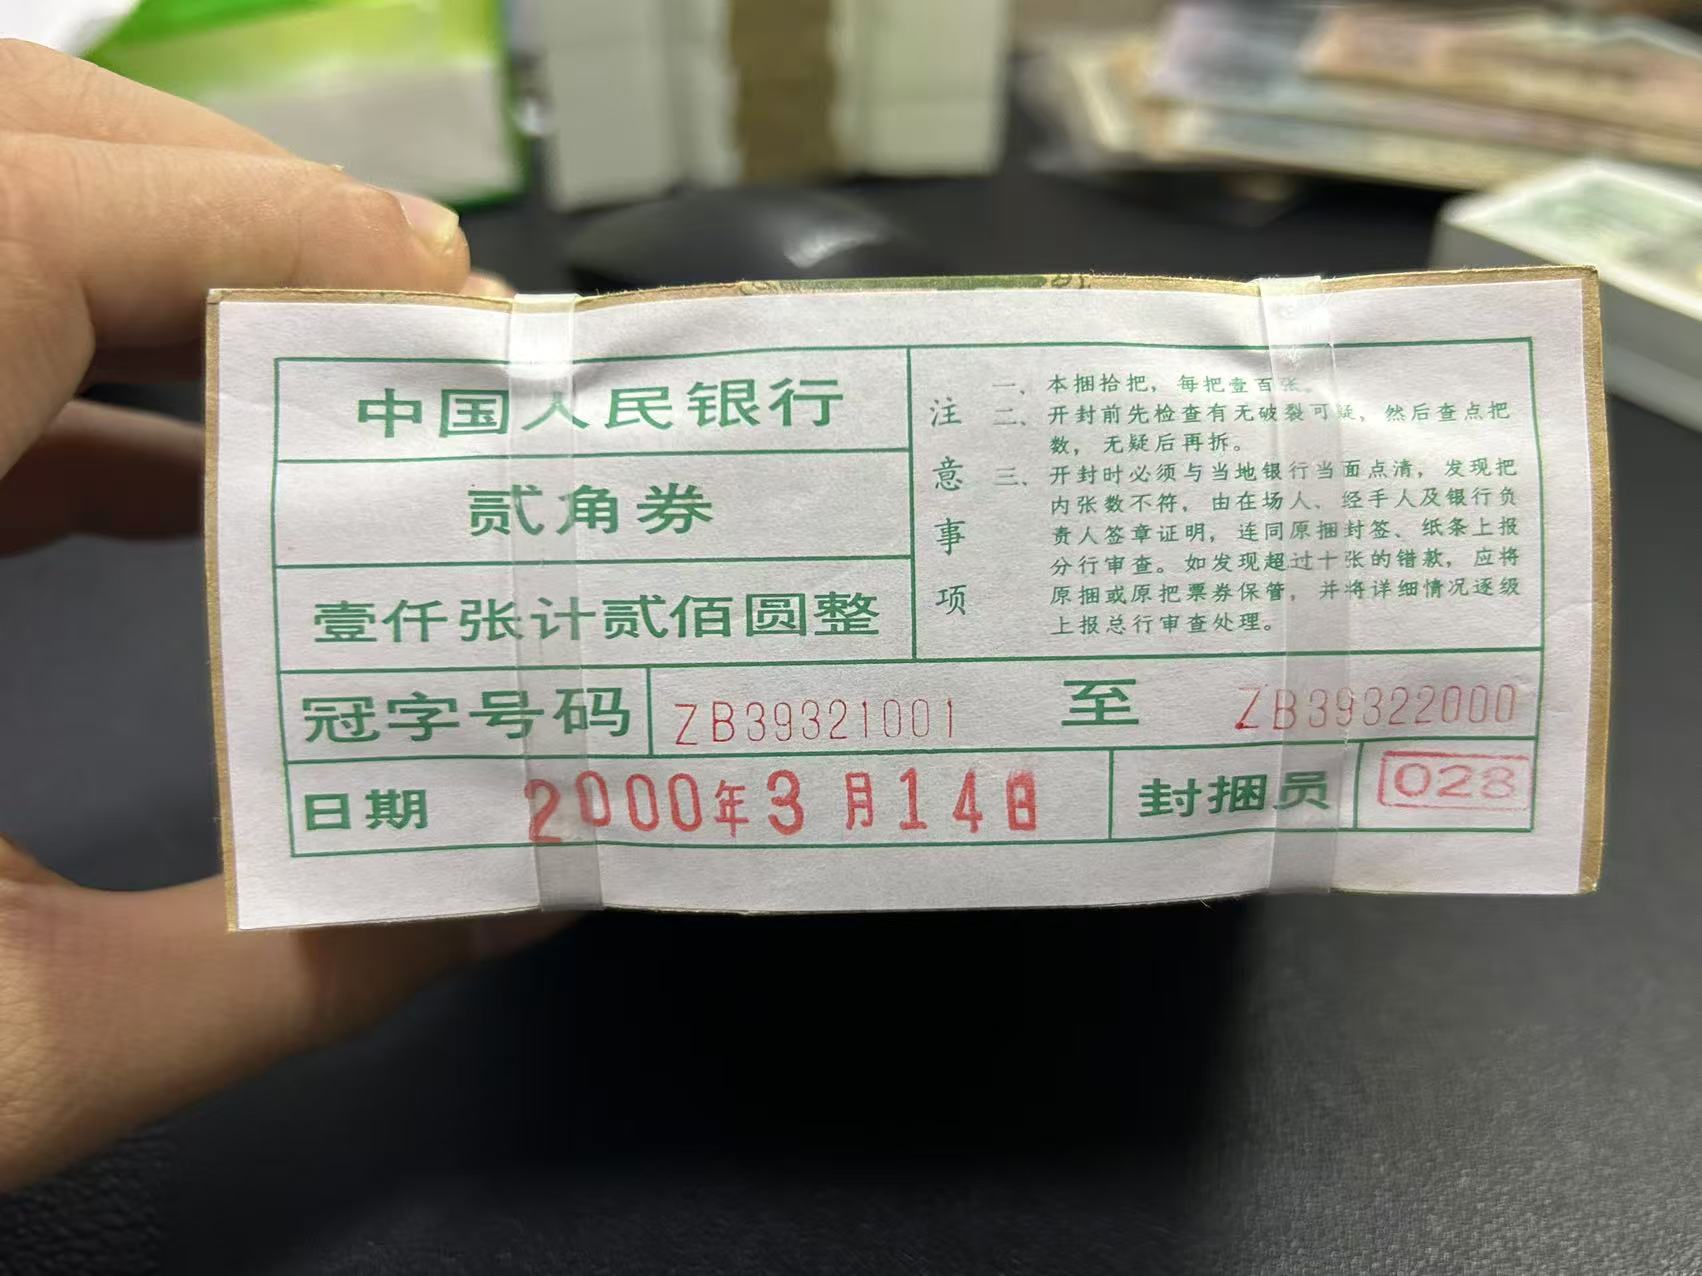 中国人民银行
贰角券
壹仟张计贰佰圆整
注意事项
一、本捆拾把，每把壹百张。
二、开封前先检查有无破裂可疑，然后查点把
数，无疑后再拆。
三、开封时必须与当地银行当面点清，发现把
内张数不符，由在场人、经手人及银行负
责人签章证明，连同原捆封签、纸条上报
分行审查。如发现超过十张的错款，应将
原捆或原把票券保管，并将详细情况逐级
上报总行审查处理。
冠字号码 ZB39321001 至 ZB39322000
日期 2000年3月14日 封捆员 028